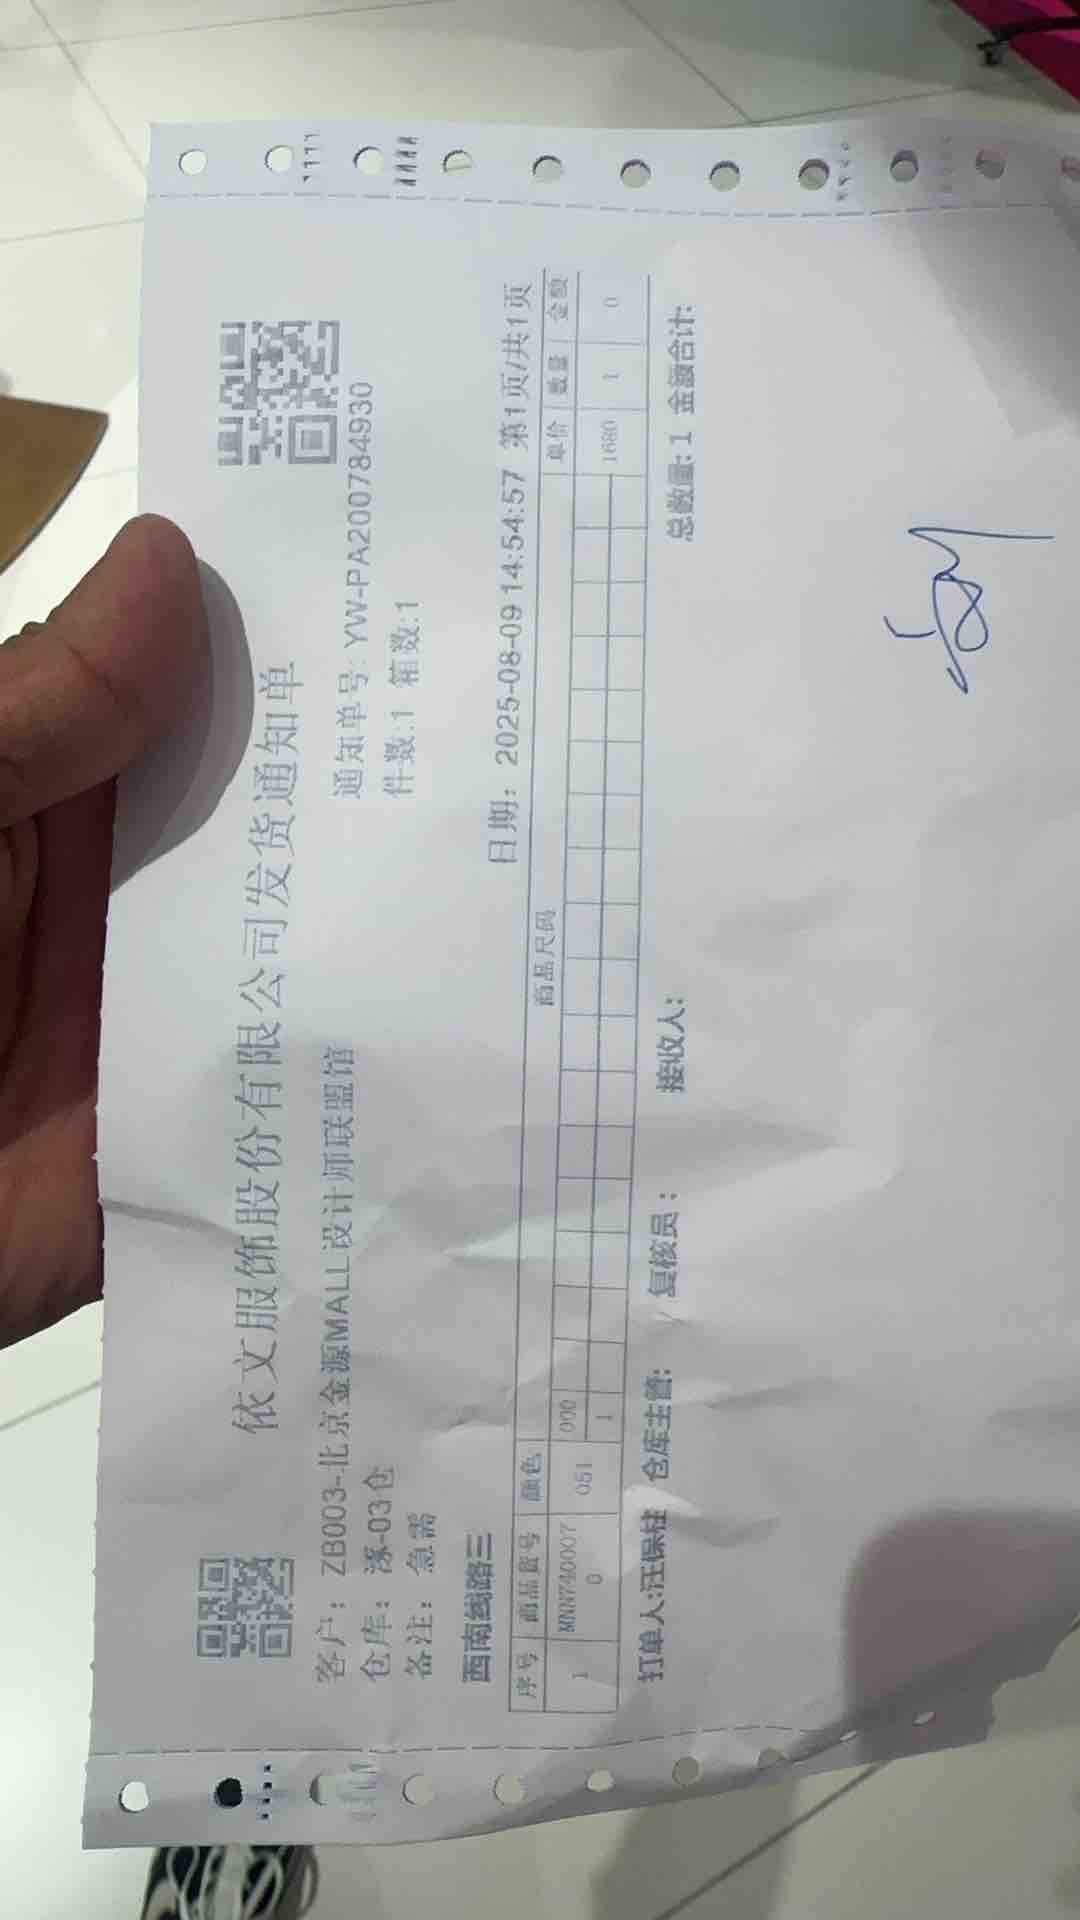 依文服饰股份有限公司发货通知单
客户：ZB003-北京金源MALL设计师联盟馆
通知单号：YW-PA200784930
仓库：涿-03仓
件数:1 箱数:1
备注：急需
西南线路三
日期：2025-08-09 14:54:57 第1页/共1页
序号 商品货号 颜色 商品尺码 单价 数量 金额
000
1 MNN7400070 051 1 1680 1 0
打单人:汪保柱 仓库主管: 复核员： 接收人: 总数量:1 金额合计: